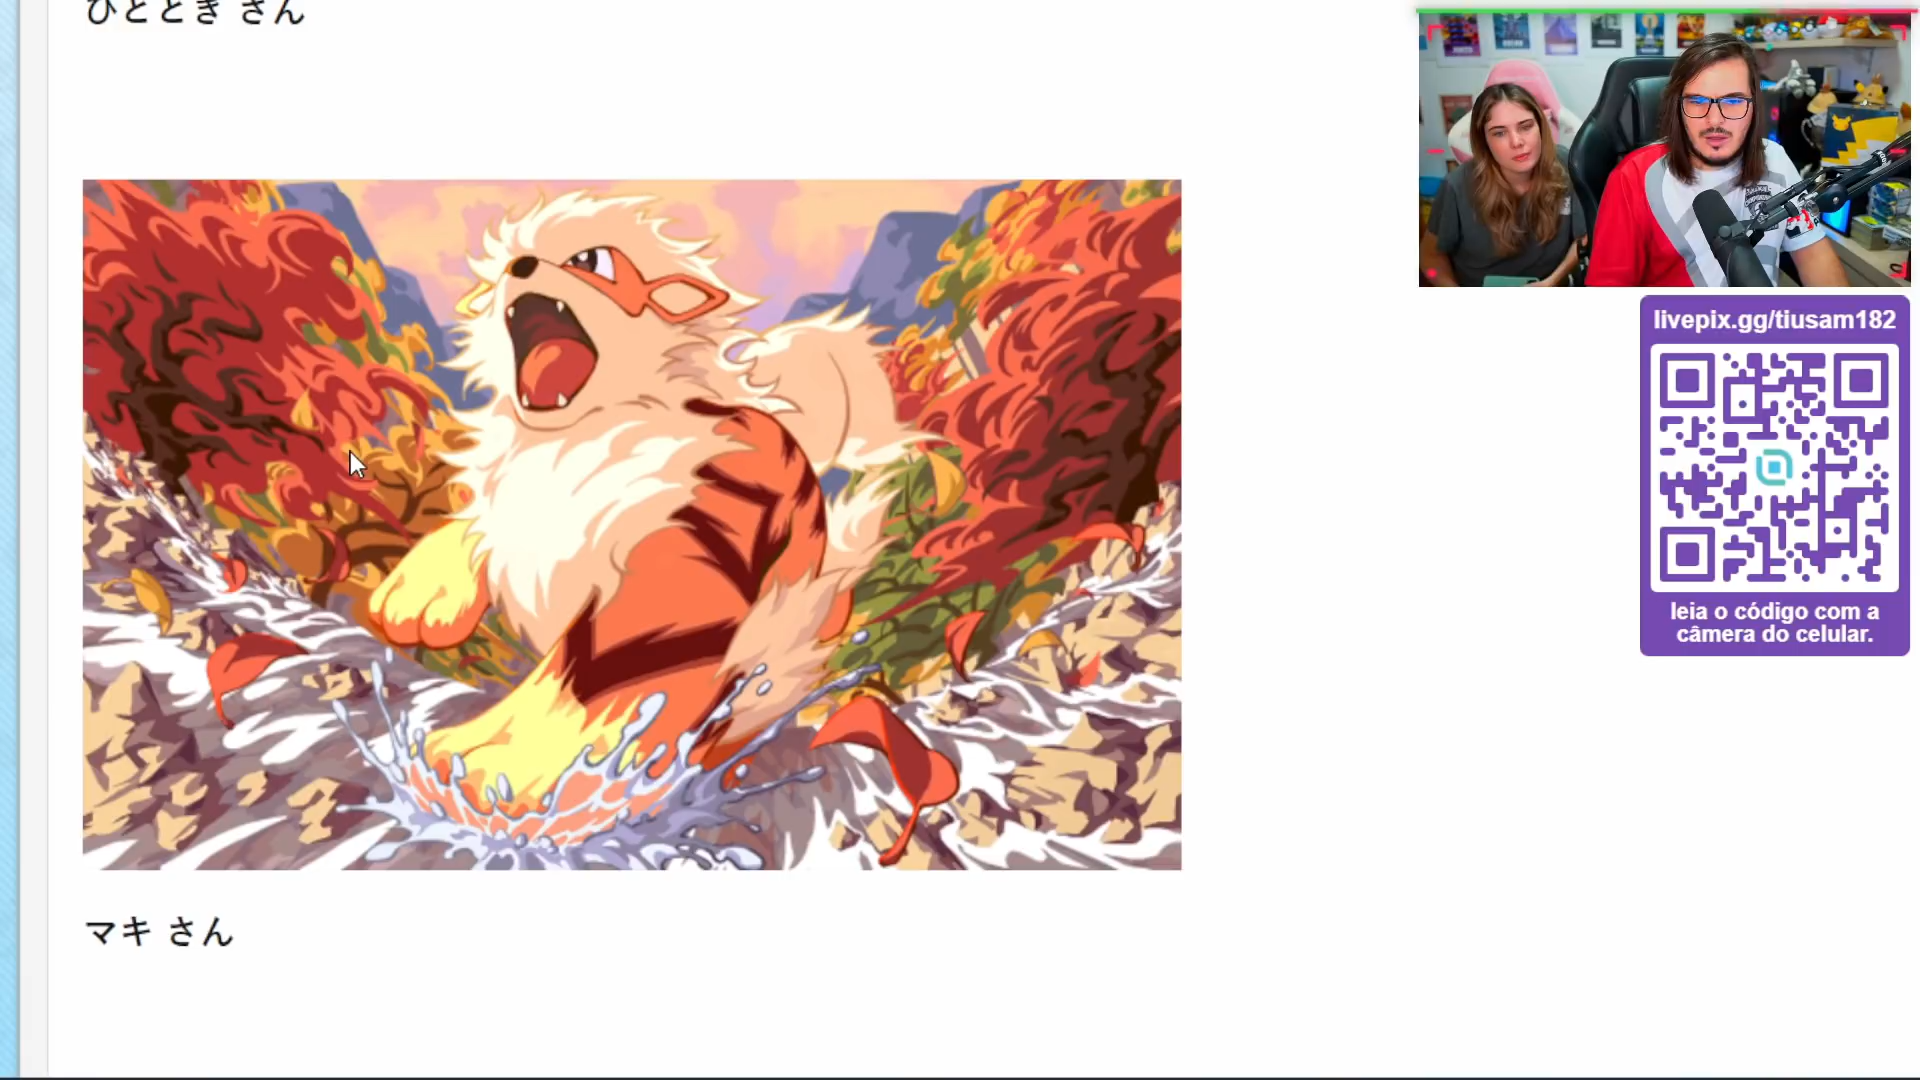 ひととき さん
livepix.gg/tiusam182
leia o código com a
câmera do celular.
マキ さん